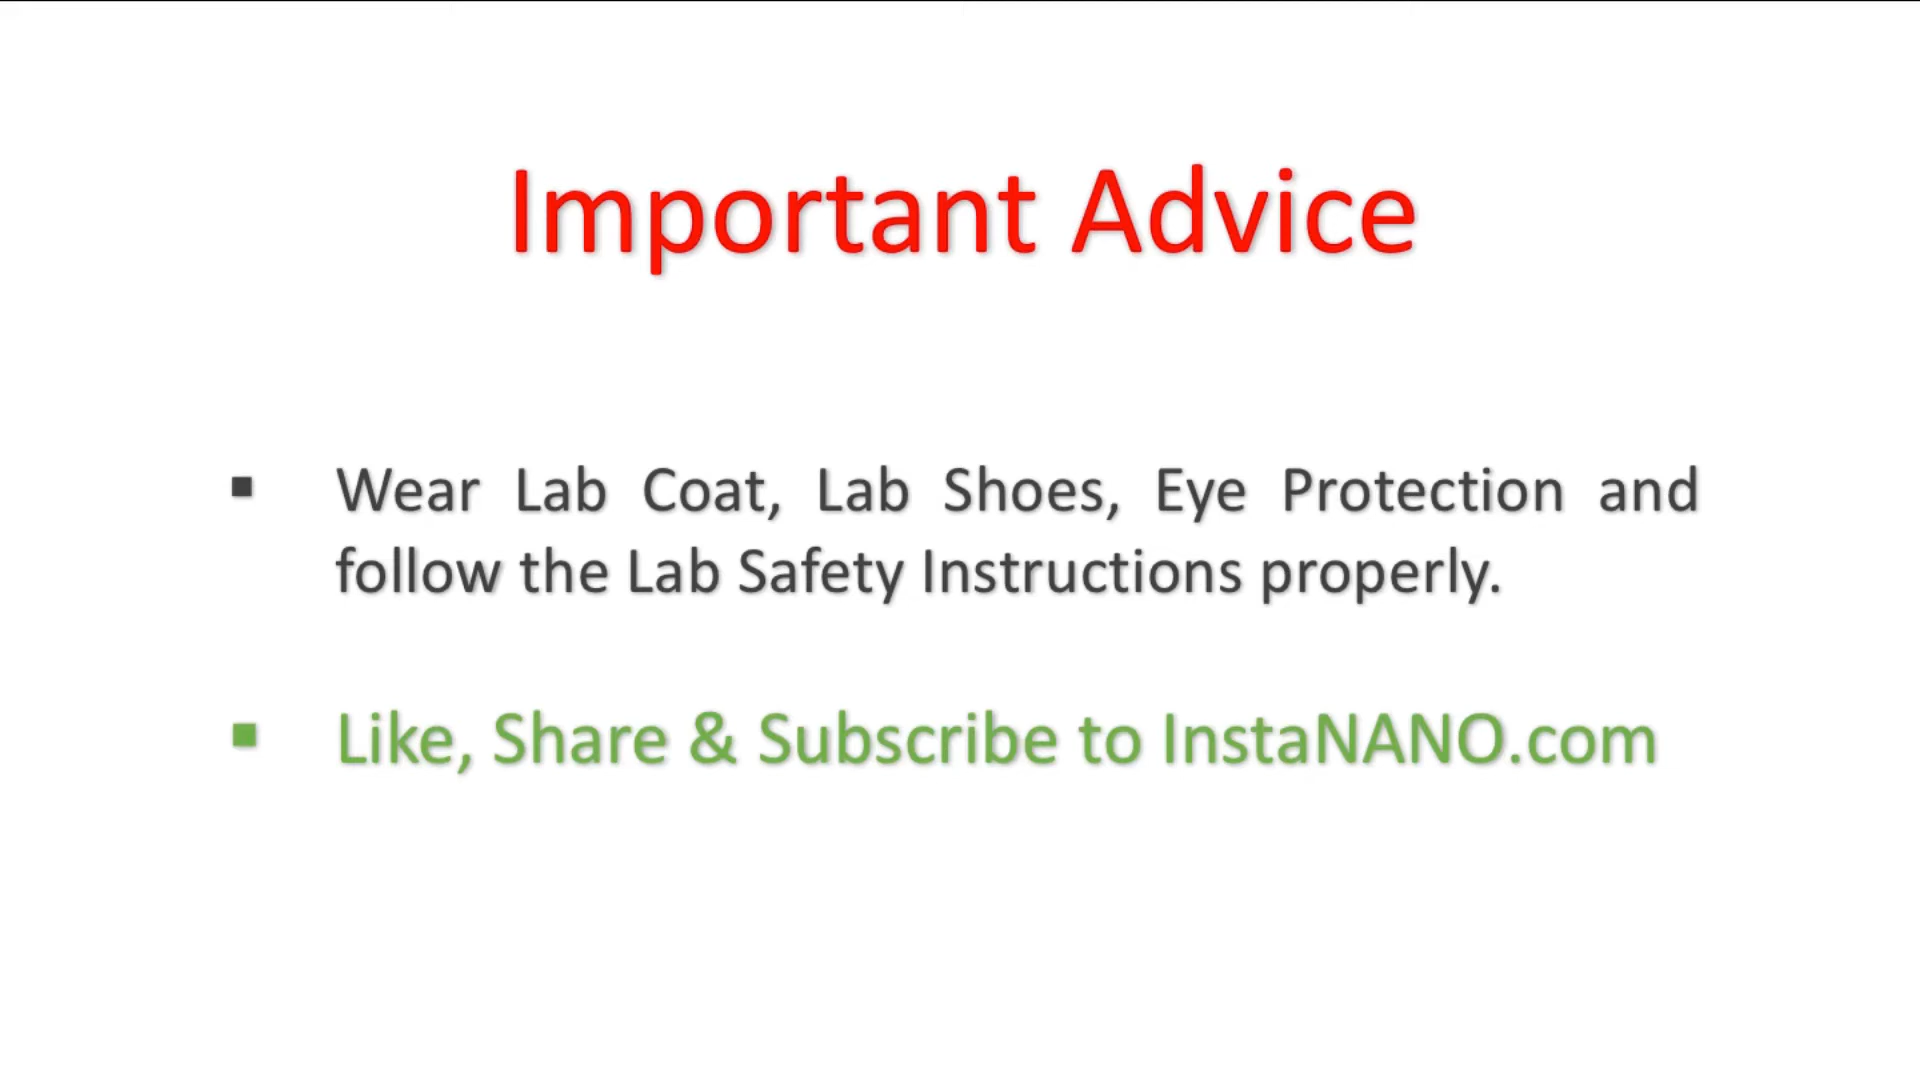 Important Advice
▪ Wear Lab Coat, Lab Shoes, Eye Protection and
follow the Lab Safety Instructions properly.
▪ Like, Share & Subscribe to InstaNANO.com